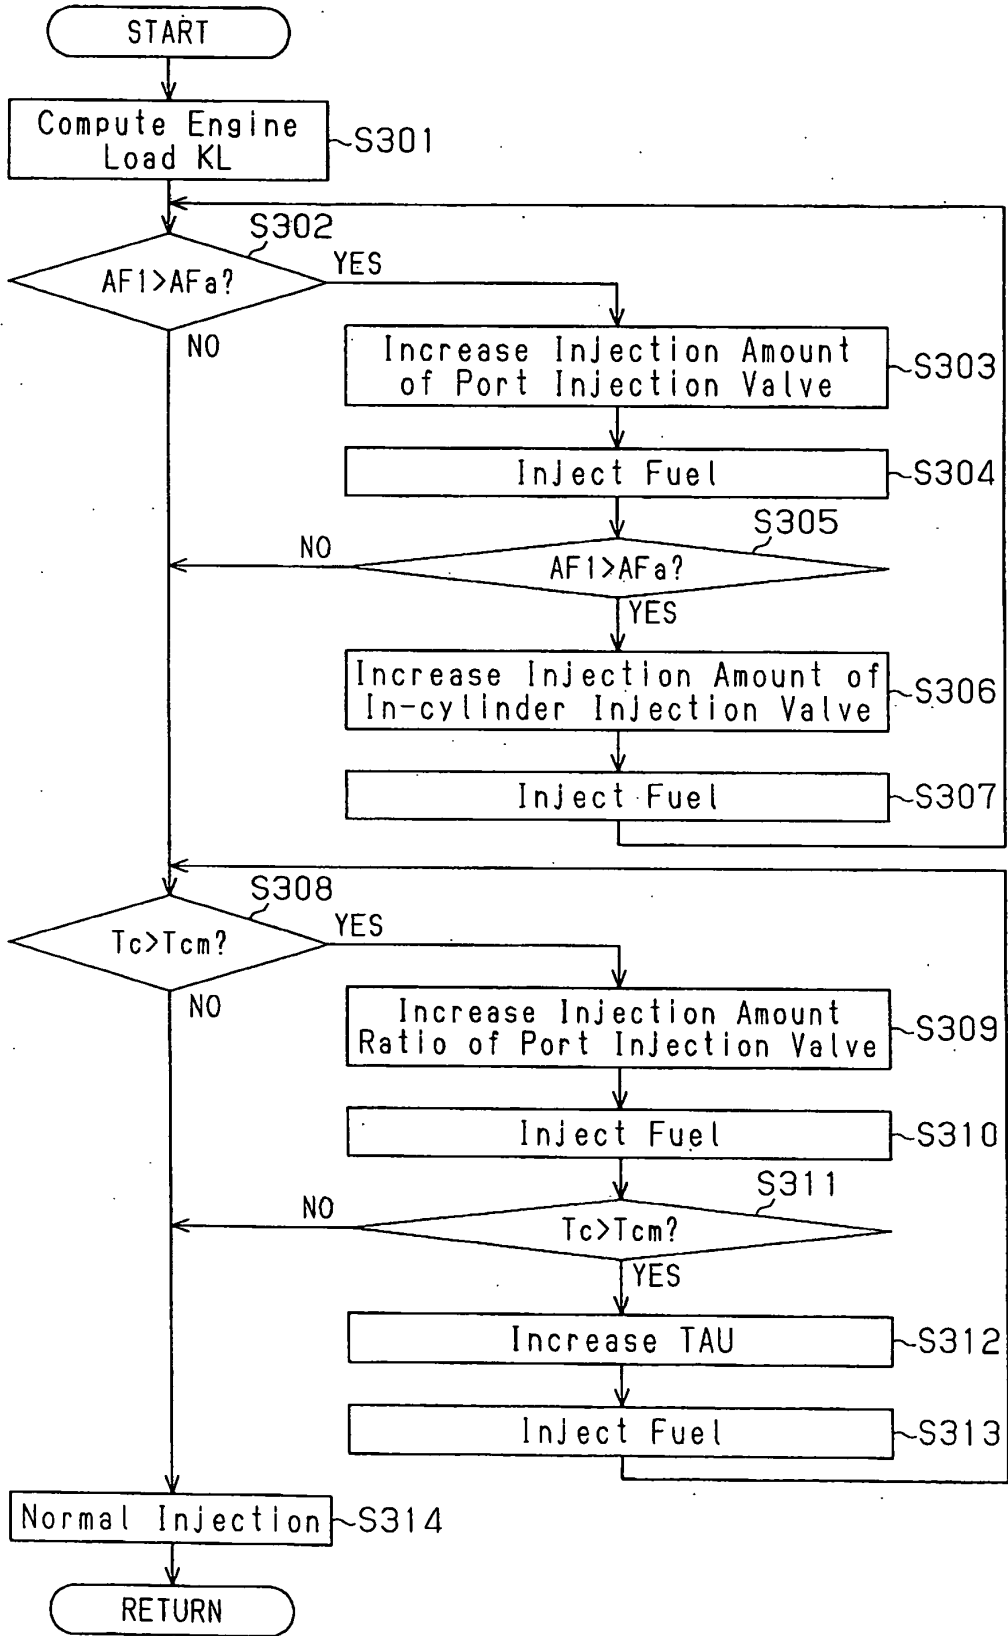 START
Compute Engine
Load KL
S301
S302
AF1>AFa?
YES
NO
Increase Injection Amount
of Port Injection Valve
S303
Inject Fuel
S304
S305
NO
AF1>AFa?
YES
Increase Injection Amount of
In-cylinder Injection Valve
S306
Inject Fuel
S307
S308
Tc>Tcm?
YES
NO
Increase Injection Amount
Ratio of Port Injection Valve
S309
Inject Fuel
S310
S311
NO
Tc>Tcm?
YES
Increase TAU
S312
Inject Fuel
S313
Normal Injection
S314
RETURN